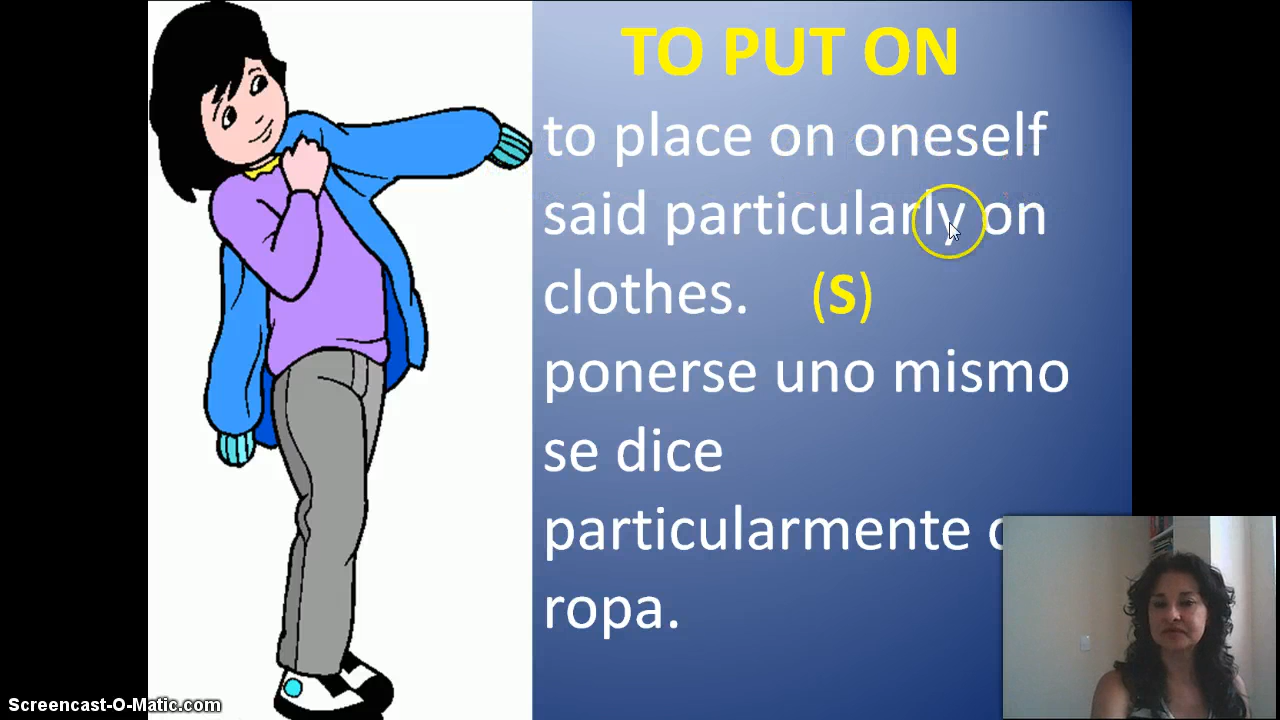 TO PUT ON
to place on oneself
said particularly on
clothes. (S)
ponerse uno mismo
se dice
particularmente
ropa.
Screencast-O-Matic.com